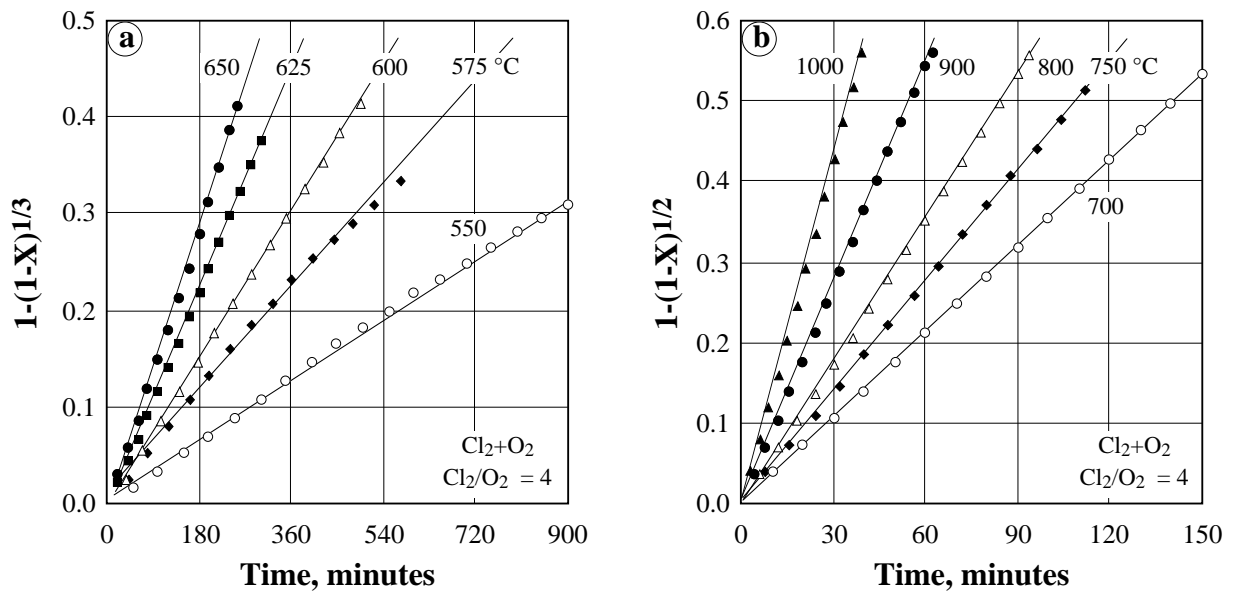 a
0.5
0.4
0.3
0.2
0.1
0.0
1-(1-X)1/3
650
625
600
575 °C
550
Cl2+O2
Cl2/O2 = 4
0
180
360
540
720
900
Time, minutes
b
0.6
0.5
0.4
0.3
0.2
0.1
0.0
1-(1-X)1/2
1000
900
800
750 °C
700
Cl2+O2
Cl2/O2 = 4
0
30
60
90
120
150
Time, minutes